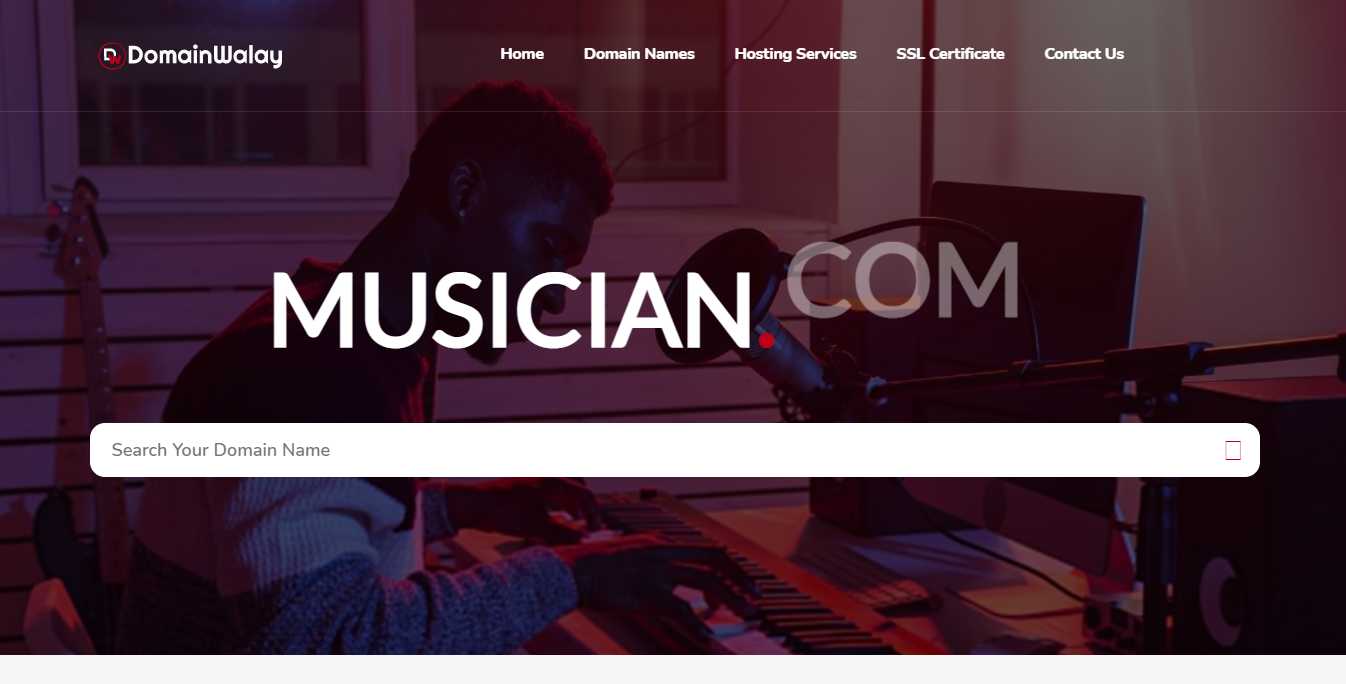 DomainWalay
Home Domain Names Hosting Services SSL Certificate Contact Us
MUSICIAN.COM
Search Your Domain Name